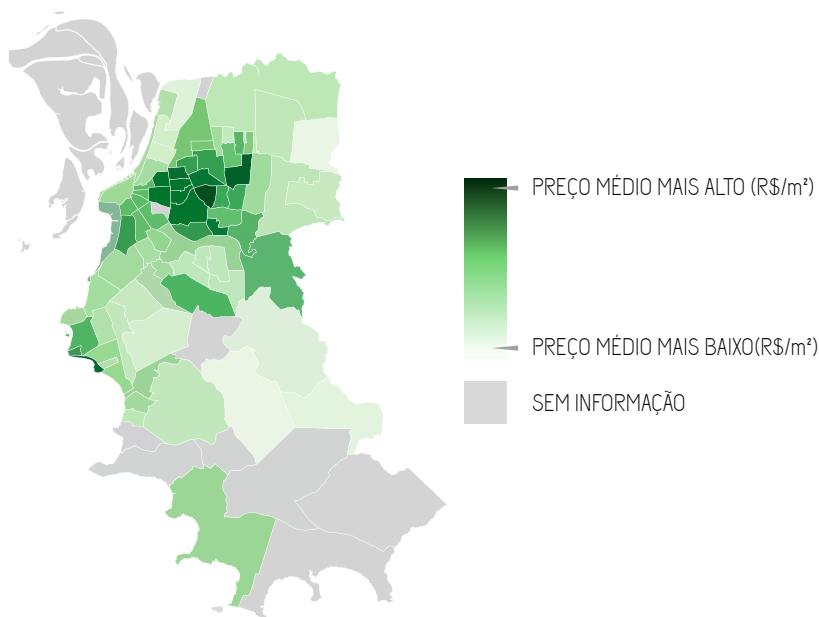 PREÇO MÉDIO MAIS ALTO (R$/m²)
PREÇO MÉDIO MAIS BAIXO(R$/m²)
SEM INFORMAÇÃO